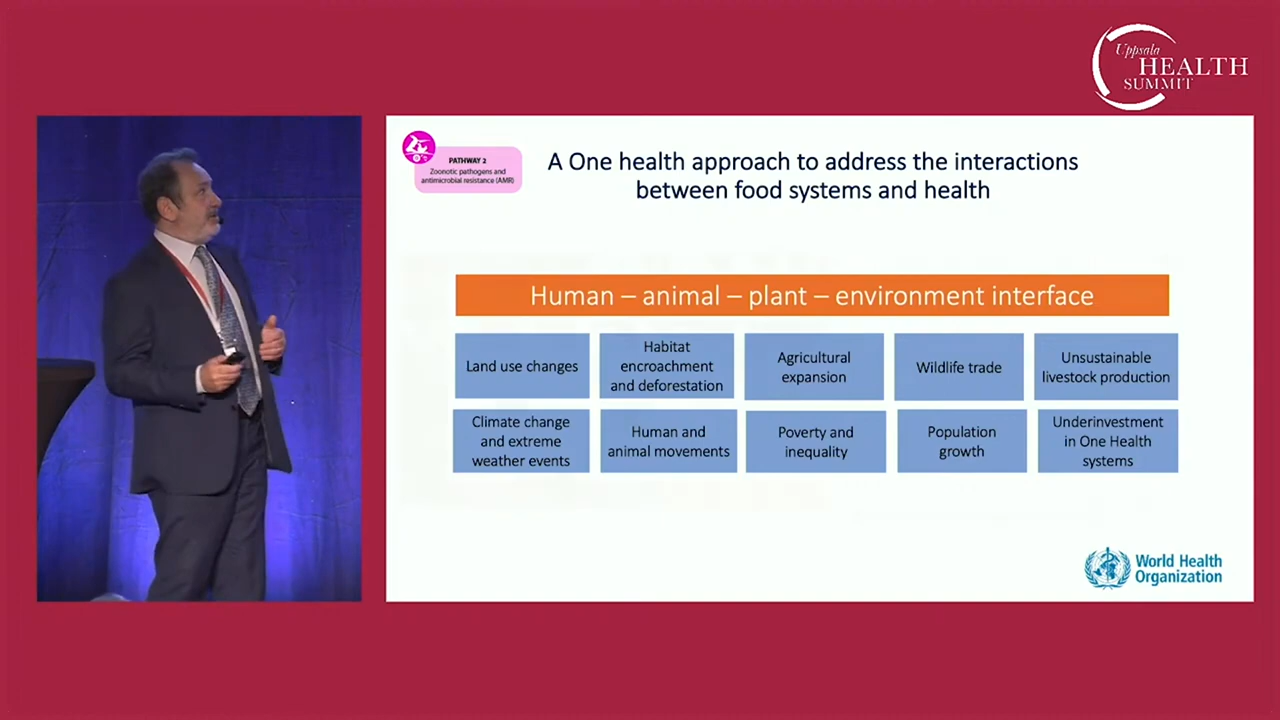 Uppsala
HEALTH
SUMMIT
PATHWAY 2
Zoonotic pathogens and
antimicrobial resistance (AMR)
A One health approach to address the interactions
between food systems and health
Human – animal – plant – environment interface
Land use changes
Habitat
encroachment
and deforestation
Agricultural
expansion
Wildlife trade
Unsustainable
livestock production
Climate change
and extreme
weather events
Human and
animal movements
Poverty and
inequality
Population
growth
Underinvestment
in One Health
systems
World Health
Organization